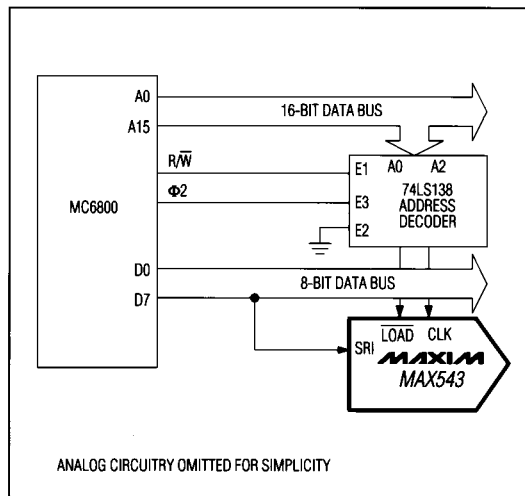 A0
16-BIT DATA BUS
A15
R/W̅
E1 A0 A2
74LS138
ADDRESS
DECODER
Φ2
E3
MC6800
E2
D0
8-BIT DATA BUS
D7
L̅O̅A̅D̅ CLK
SRI
MAXIM
MAX543
ANALOG CIRCUITRY OMITTED FOR SIMPLICITY